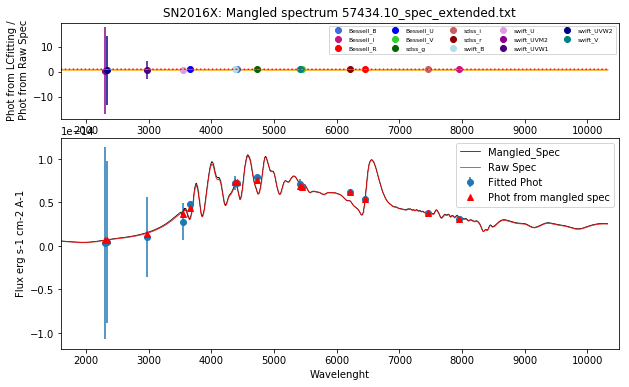 SN2016X: Mangled spectrum 57434.10_spec_extended.txt
Phot from LCfitting /
Phot from Raw Spec
10
0
−10
Bessell_B
Bessell_I
Bessell_R
Bessell_U
Bessell_V
sdss_g
sdss_i
sdss_r
swift_B
swift_U
swift_UVM2
swift_UVW1
swift_UVW2
swift_V
2000 3000 4000 5000 6000 7000 8000 9000 10000
1e−14
Flux erg s-1 cm-2 A-1
1.0
0.5
0.0
−0.5
−1.0
Mangled_Spec
Raw Spec
Fitted Phot
Phot from mangled spec
2000 3000 4000 5000 6000 7000 8000 9000 10000
Wavelenght